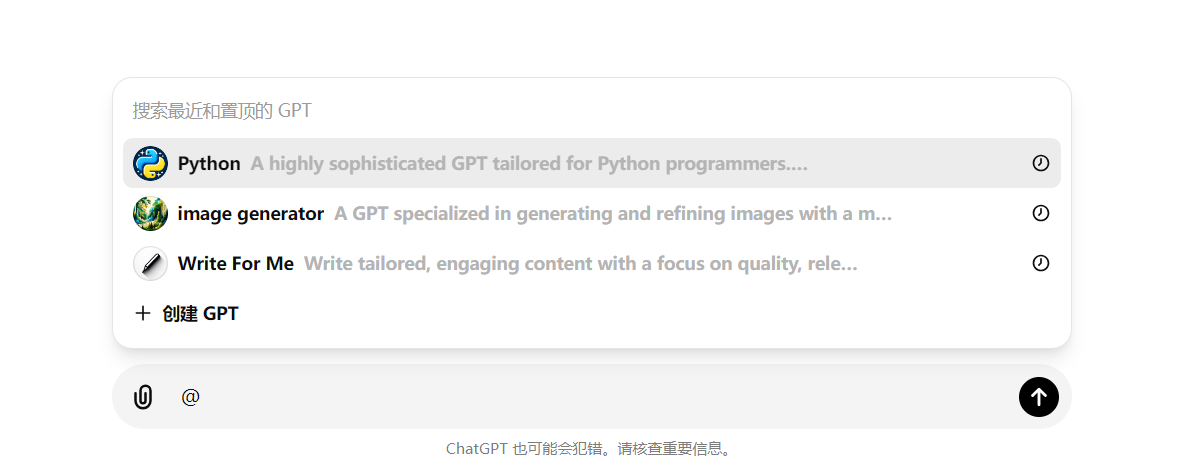 搜索最近和置顶的 GPT
Python A highly sophisticated GPT tailored for Python programmers....
image generator A GPT specialized in generating and refining images with a m...
Write For Me Write tailored, engaging content with a focus on quality, rele...
创建 GPT
@
ChatGPT 也可能会犯错。请核查重要信息。